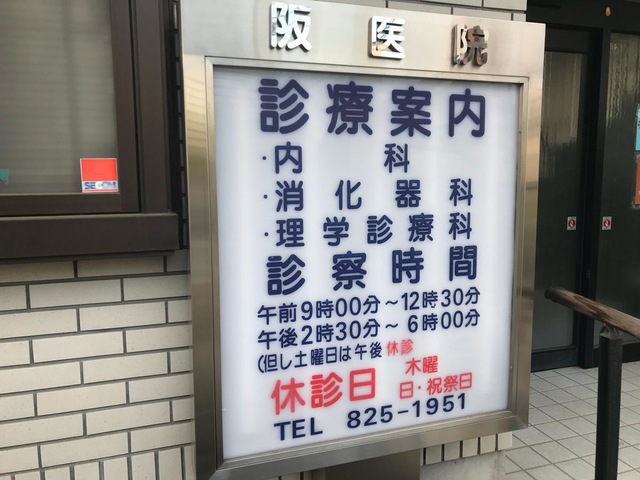 阪医院
診療案内
・内科
・消化器科
・理学診療科
診察時間
午前9時00分～12時30分
午後2時30分～6時00分
(但し土曜日は午後休診
休診日 木曜
日・祝祭日
TEL 825-1951
SECOM